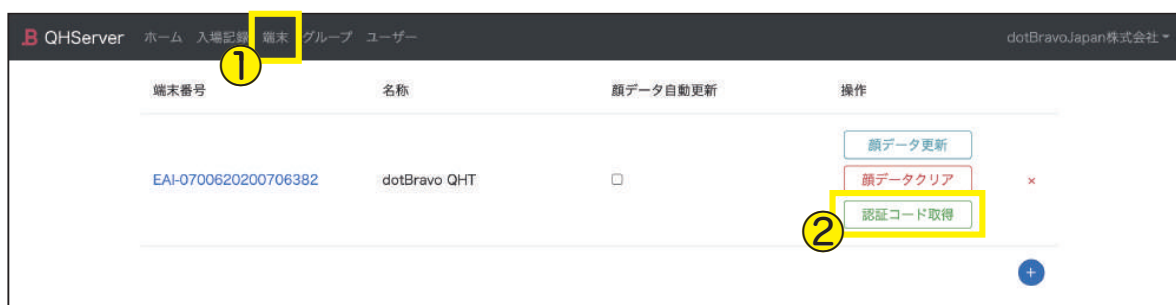 B QHServer ホーム 入場記録 端末 グループ ユーザー dotBravoJapan株式会社
①
端末番号 名称 顔データ自動更新 操作
顔データ更新
EAI-0700620200706382 dotBravo QHT 顔データクリア ×
認証コード取得
②
+